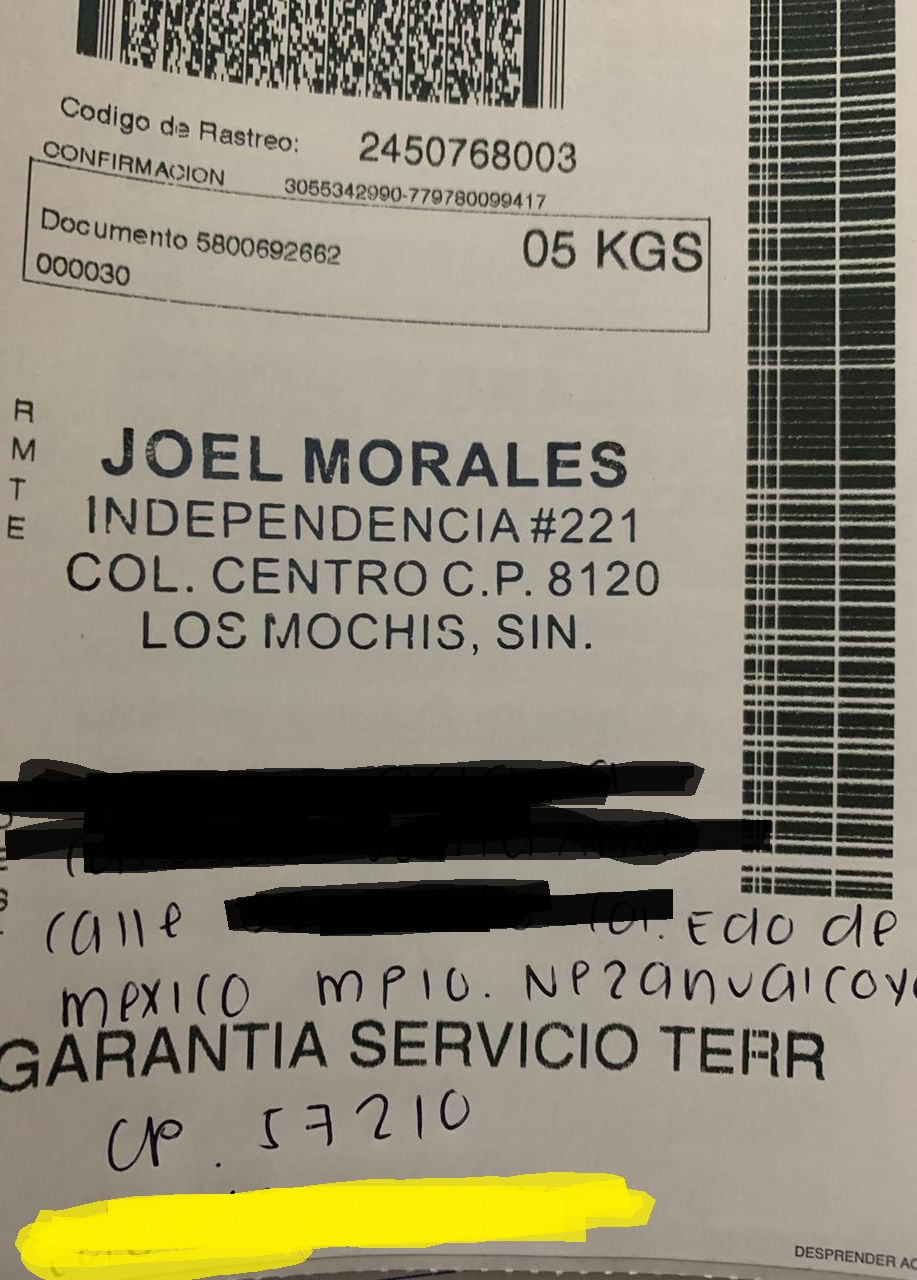 Codigo de Rastreo: 2450768003
CONFIRMACION 3055342990-779780099417
Documento 5800692662 05 KGS
000030
RMTE
JOEL MORALES
INDEPENDENCIA #221
COL. CENTRO C.P. 8120
LOS MOCHIS, SIN.
calle col. Edo de
mexico mpio. Nezahualcoyo
GARANTIA SERVICIO TERR
CP. 57210
DESPRENDER AQ